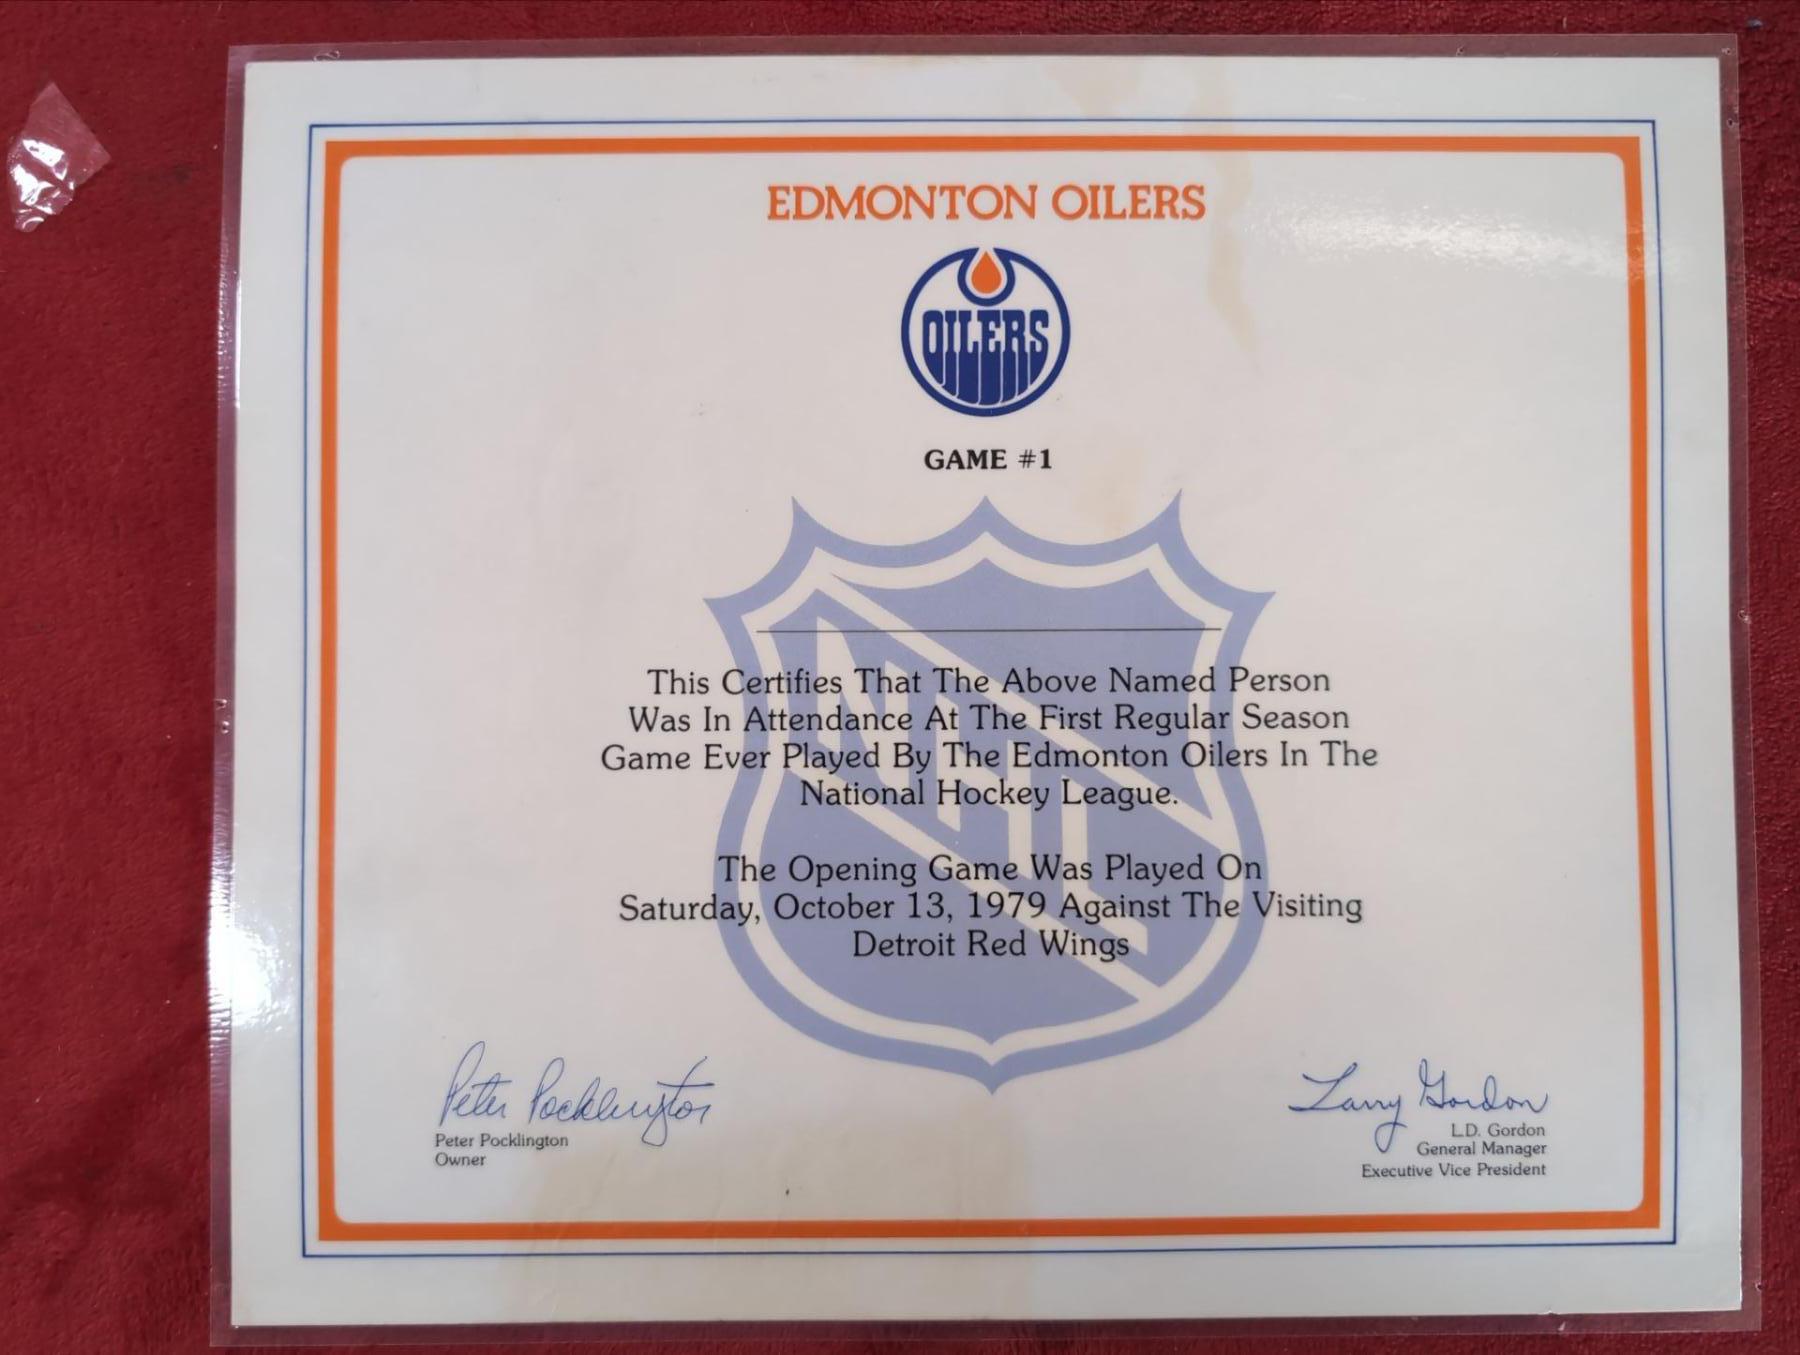 EDMONTON OILERS
OILERS
GAME #1
NHL
This Certifies That The Above Named Person
Was In Attendance At The First Regular Season
Game Ever Played By The Edmonton Oilers In The
National Hockey League.
The Opening Game Was Played On
Saturday, October 13, 1979 Against The Visiting
Detroit Red Wings
Peter Pocklington
Peter Pocklington
Owner
Larry Gordon
L.D. Gordon
General Manager
Executive Vice President